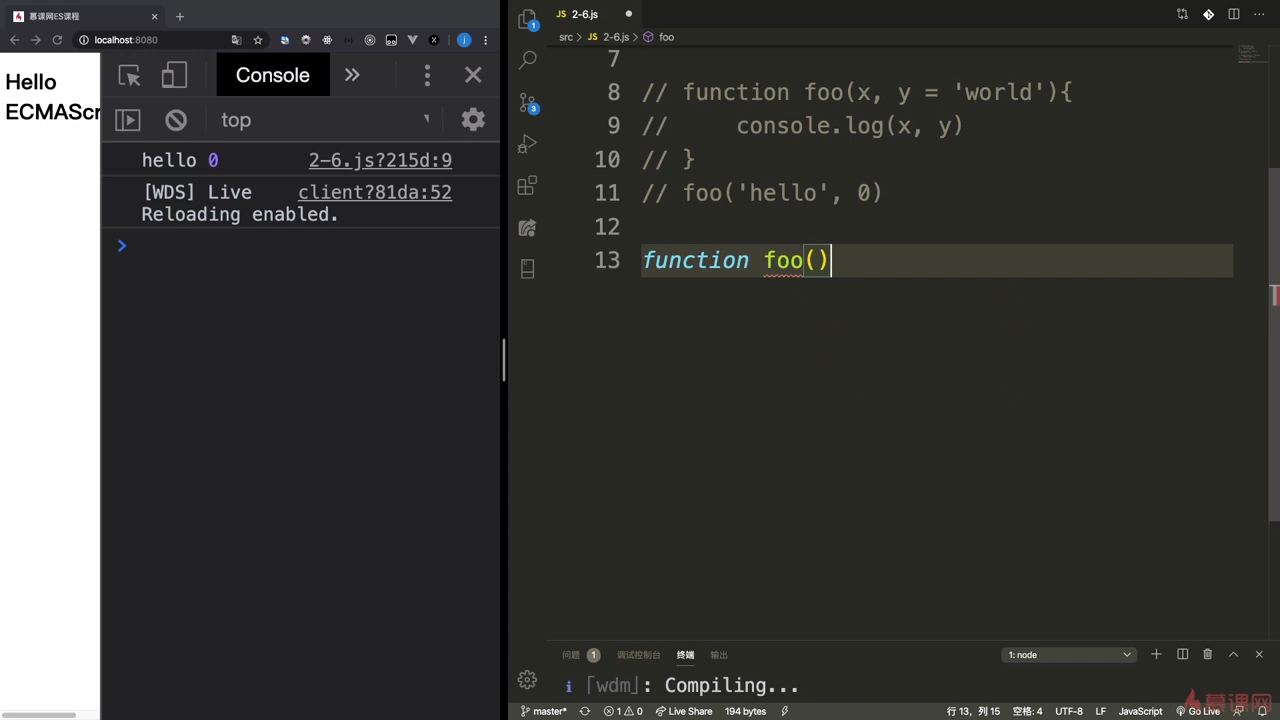 慕课网ES课程
localhost:8080
Hello
ECMAScr
Console
top
hello 0 2-6.js?215d:9
[WDS] Live client?81da:52
Reloading enabled.
2-6.js
src > JS 2-6.js > foo
7
8 // function foo(x, y = 'world'){
9 //     console.log(x, y)
10 // }
11 // foo('hello', 0)
12
13 function foo()
问题 1 调试控制台 终端 输出 1: node
i 「wdm」: Compiling...
master* 1 0 Live Share 194 bytes 行 13, 列 15 空格: 4 UTF-8 LF JavaScript Go Live
慕课网